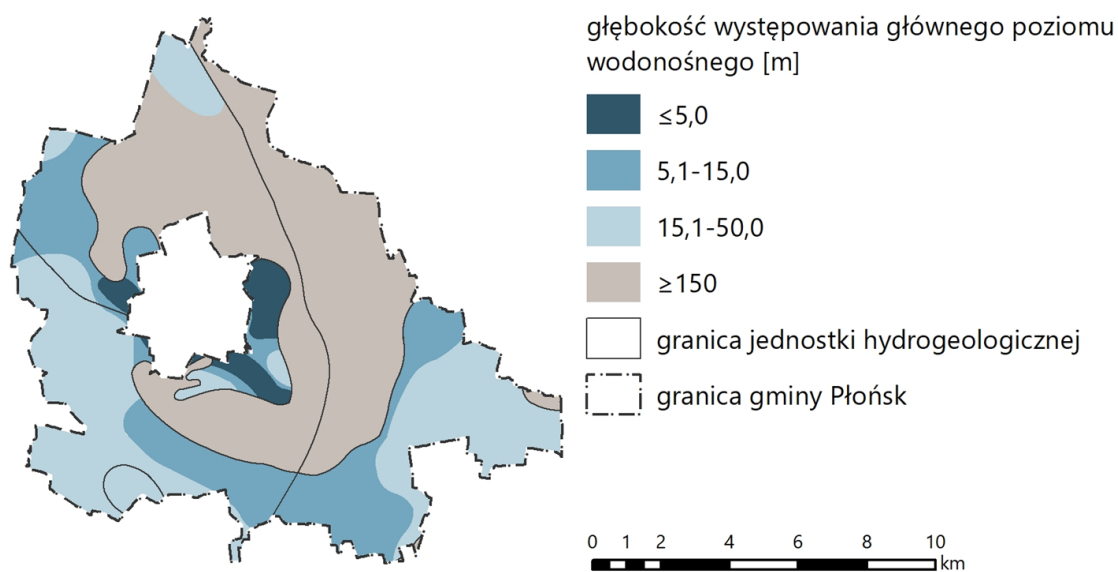 głębokość występowania głównego poziomu
wodonośnego [m]
≤5,0
5,1-15,0
15,1-50,0
≥150
granica jednostki hydrogeologicznej
granica gminy Płońsk
0 1 2 4 6 8 10
km